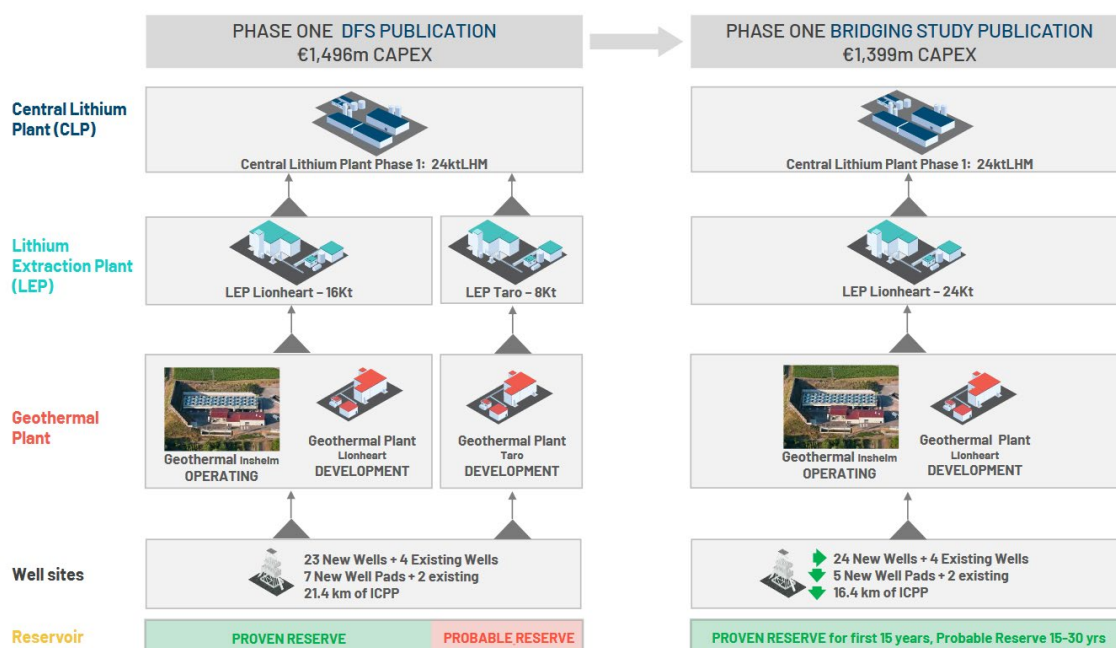 PHASE ONE DFS PUBLICATION
€1,496m CAPEX
PHASE ONE BRIDGING STUDY PUBLICATION
€1,399m CAPEX
Central Lithium
Plant (CLP)
Central Lithium Plant Phase 1: 24ktLHM
Central Lithium Plant Phase 1: 24ktLHM
Lithium
Extraction Plant
(LEP)
LEP Lionheart – 16Kt
LEP Taro – 8Kt
LEP Lionheart – 24Kt
Geothermal
Plant
Geothermal Insheim
OPERATING
Geothermal Plant
Lionheart
DEVELOPMENT
Geothermal Plant
Taro
DEVELOPMENT
Geothermal Insheim
OPERATING
Geothermal Plant
Lionheart
DEVELOPMENT
Well sites
23 New Wells + 4 Existing Wells
7 New Well Pads + 2 existing
21.4 km of ICPP
24 New Wells + 4 Existing Wells
5 New Well Pads + 2 existing
16.4 km of ICPP
Reservoir
PROVEN RESERVE
PROBABLE RESERVE
PROVEN RESERVE for first 15 years, Probable Reserve 15-30 yrs